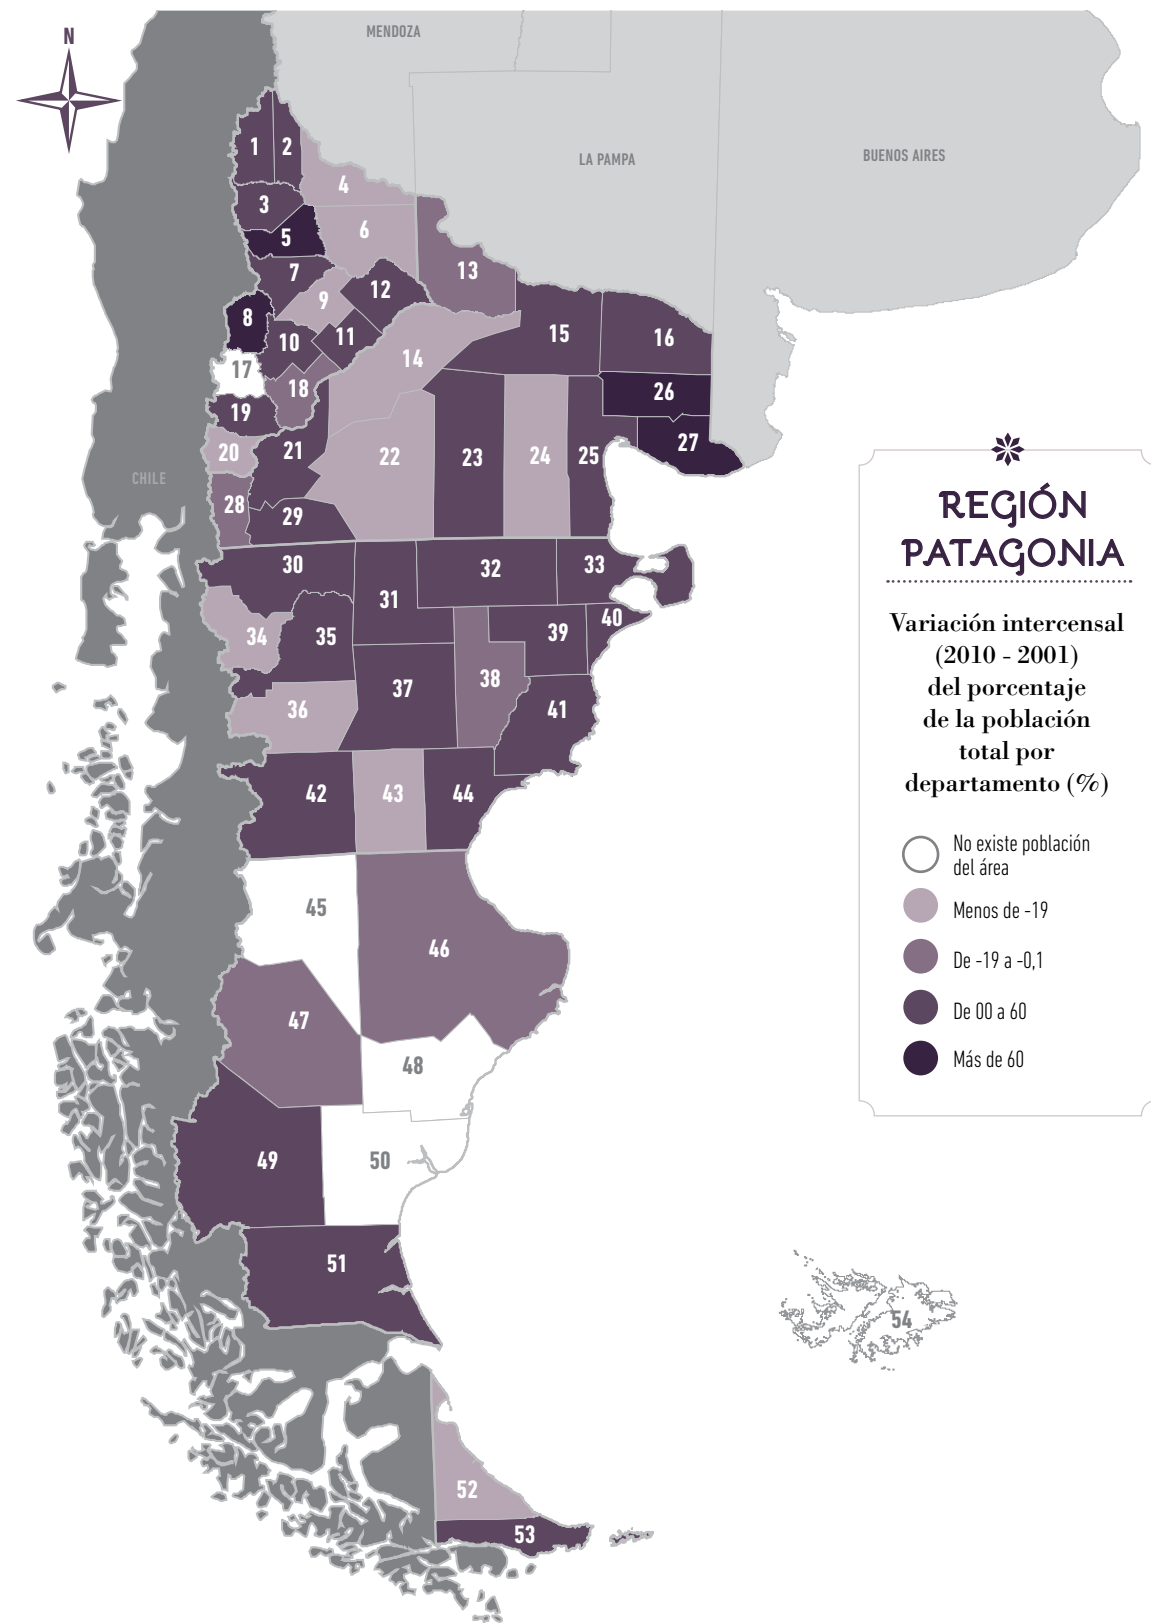 N
MENDOZA
LA PAMPA
BUENOS AIRES
1
2
3
4
5
6
7
8
9
10
11
12
13
14
15
16
17
18
19
20
21
22
23
24
25
26
27
CHILE
28
29
30
31
32
33
34
35
36
37
38
39
40
41
42
43
44
45
46
47
48
49
50
51
52
53
54
REGIÓN
PATAGONIA
Variación intercensal
(2010 - 2001)
del porcentaje
de la población
total por
departamento (%)
No existe población
del área
Menos de -19
De -19 a -0,1
De 00 a 60
Más de 60